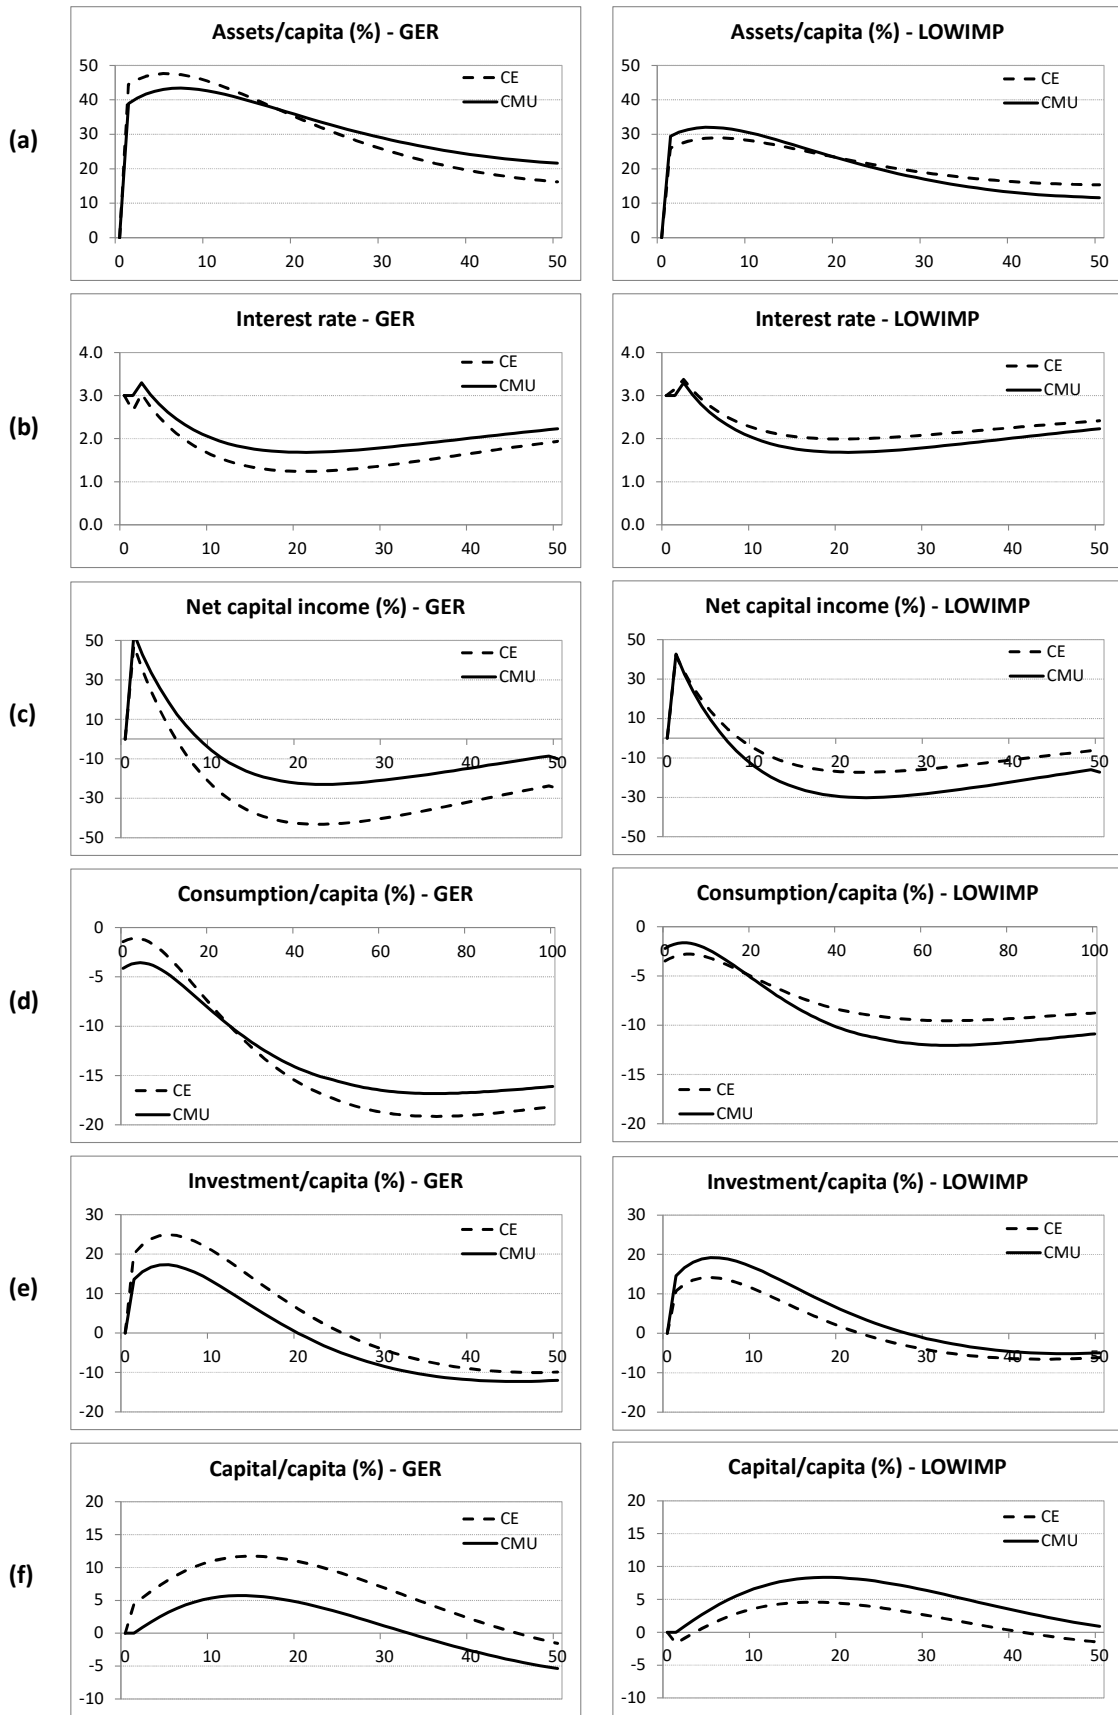 Assets/capita (%) - GER
50
40
30
20
10
0
0 10 20 30 40 50
CE
CMU
Assets/capita (%) - LOWIMP
50
40
30
20
10
0
0 10 20 30 40 50
CE
CMU
(a)
Interest rate - GER
4.0
3.0
2.0
1.0
0.0
0 10 20 30 40 50
CE
CMU
Interest rate - LOWIMP
4.0
3.0
2.0
1.0
0.0
0 10 20 30 40 50
CE
CMU
(b)
Net capital income (%) - GER
50
30
10
-10
-30
-50
0 10 20 30 40 50
CE
CMU
Net capital income (%) - LOWIMP
50
30
10
-10
-30
-50
0 10 20 30 40 50
CE
CMU
(c)
Consumption/capita (%) - GER
0
-5
-10
-15
-20
0 20 40 60 80 100
CE
CMU
Consumption/capita (%) - LOWIMP
0
-5
-10
-15
-20
0 20 40 60 80 100
CE
CMU
(d)
Investment/capita (%) - GER
30
20
10
0
-10
-20
0 10 20 30 40 50
CE
CMU
Investment/capita (%) - LOWIMP
30
20
10
0
-10
-20
0 10 20 30 40 50
CE
CMU
(e)
Capital/capita (%) - GER
20
15
10
5
0
-5
-10
0 10 20 30 40 50
CE
CMU
Capital/capita (%) - LOWIMP
20
15
10
5
0
-5
-10
0 10 20 30 40 50
CE
CMU
(f)